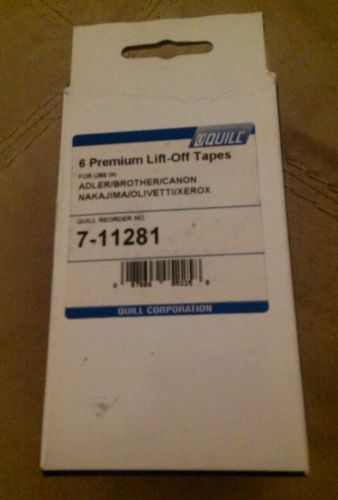 QUILL
6 Premium Lift-Off Tapes
FOR USE IN:
ADLER/BROTHER/CANON
NAKAJIMA/OLIVETTI/XEROX
QUILL REORDER NO.
7-11281
QUILL CORPORATION